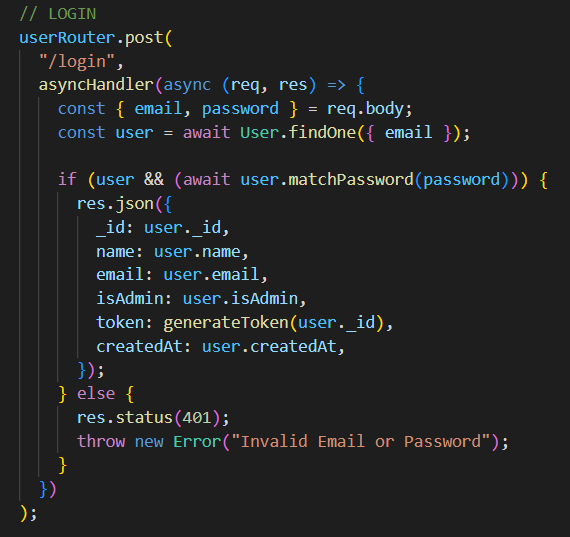 // LOGIN
userRouter.post(
  "/login",
  asyncHandler(async (req, res) => {
    const { email, password } = req.body;
    const user = await User.findOne({ email });

    if (user && (await user.matchPassword(password))) {
      res.json({
        _id: user._id,
        name: user.name,
        email: user.email,
        isAdmin: user.isAdmin,
        token: generateToken(user._id),
        createdAt: user.createdAt,
      });
    } else {
      res.status(401);
      throw new Error("Invalid Email or Password");
    }
  })
);